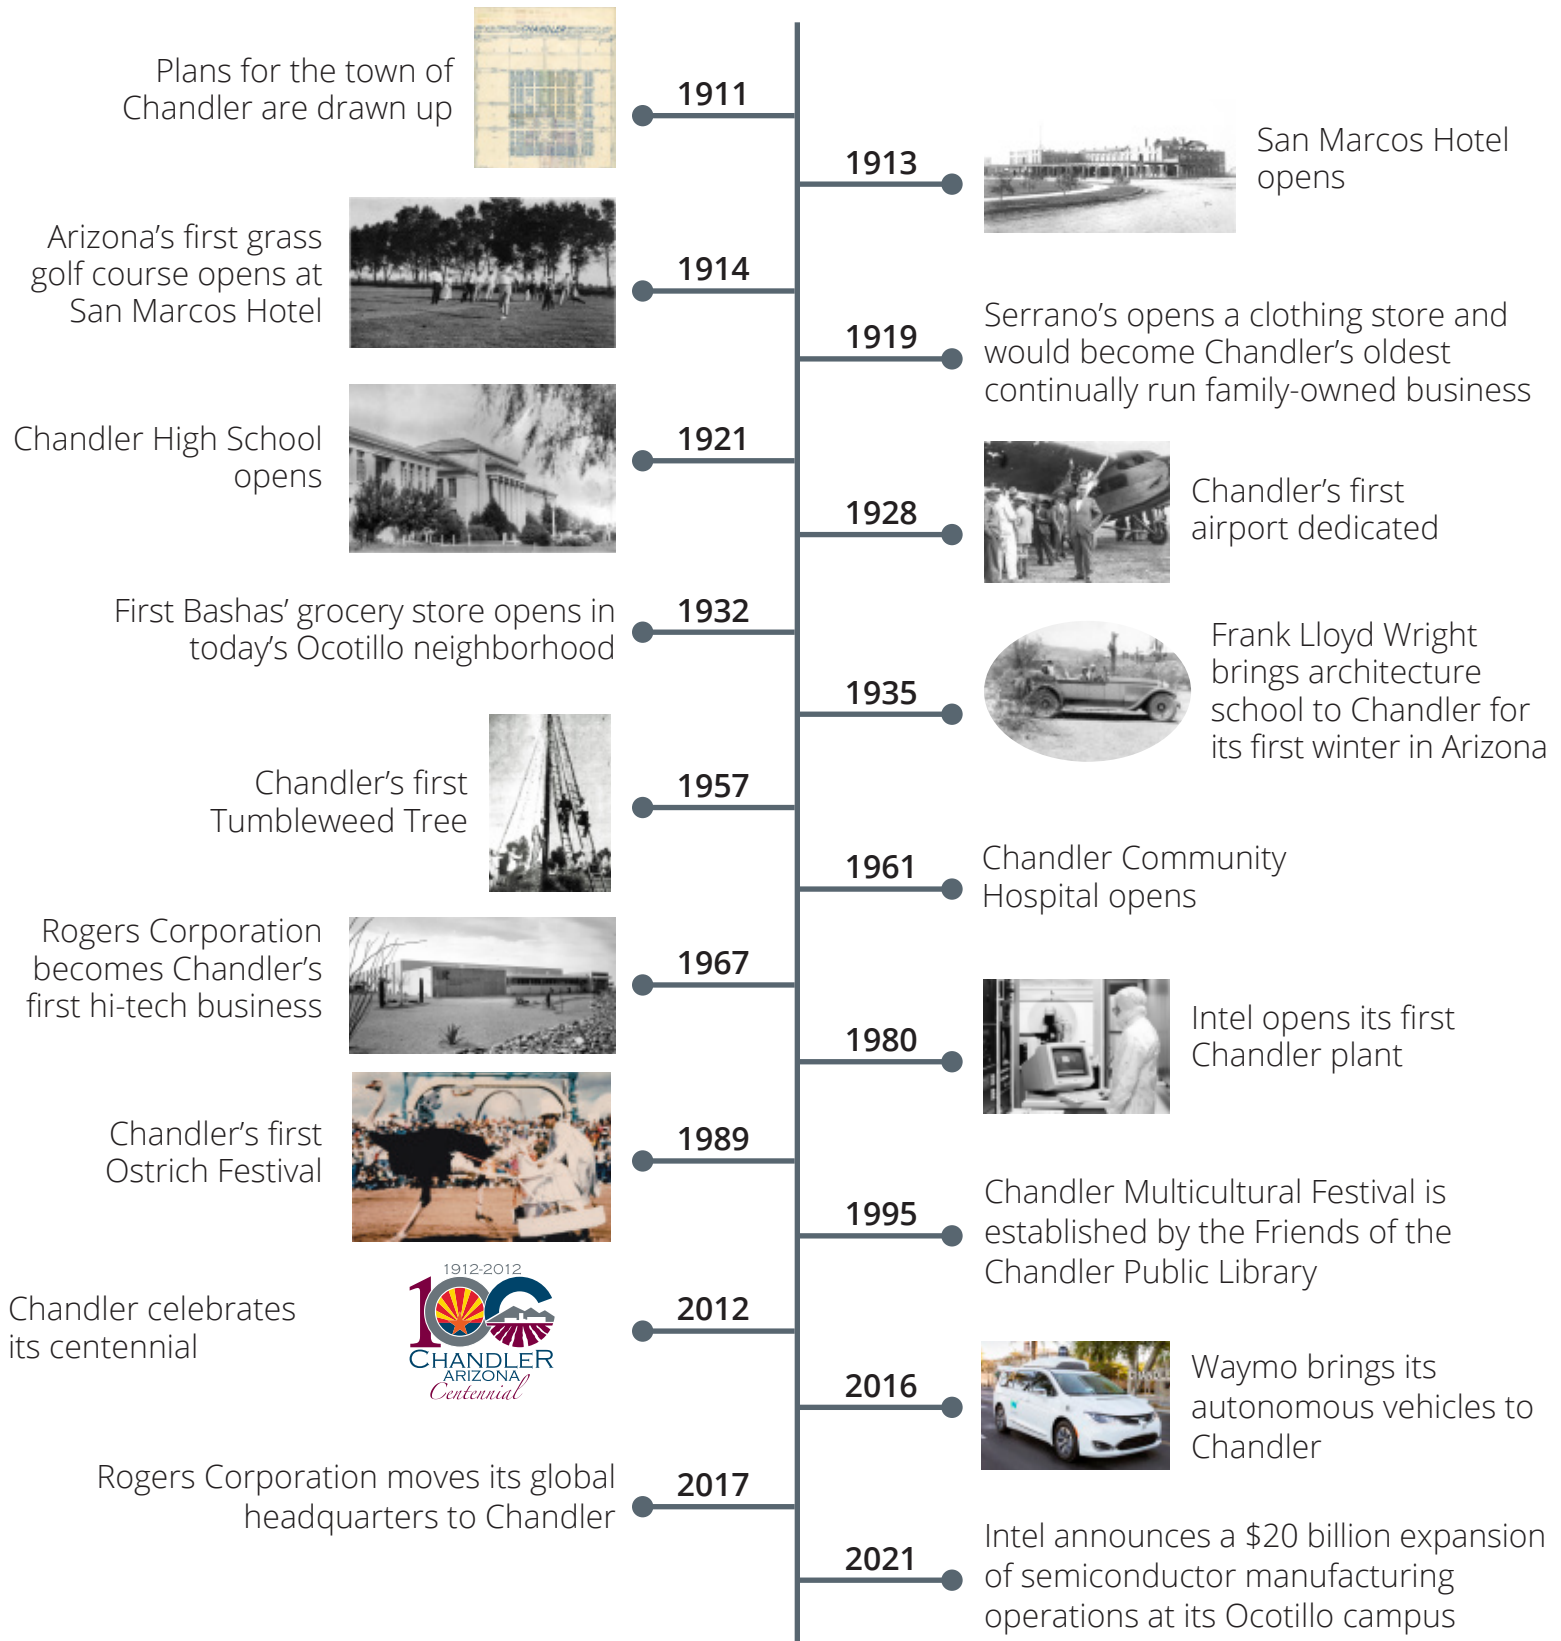 CHANDLER
Plans for the town of
Chandler are drawn up
1911
1913
San Marcos Hotel
opens
Arizona’s first grass
golf course opens at
San Marcos Hotel
1914
1919
Serrano’s opens a clothing store and
would become Chandler’s oldest
continually run family-owned business
Chandler High School
opens
1921
1928
Chandler’s first
airport dedicated
First Bashas’ grocery store opens in
today’s Ocotillo neighborhood
1932
1935
Frank Lloyd Wright
brings architecture
school to Chandler for
its first winter in Arizona
Chandler’s first
Tumbleweed Tree
1957
1961
Chandler Community
Hospital opens
Rogers Corporation
becomes Chandler’s
first hi-tech business
1967
1980
Intel opens its first
Chandler plant
Chandler’s first
Ostrich Festival
1989
1995
Chandler Multicultural Festival is
established by the Friends of the
Chandler Public Library
Chandler celebrates
its centennial
1912-2012
100
CHANDLER
ARIZONA
Centennial
2012
2016
Waymo brings its
autonomous vehicles to
Chandler
Rogers Corporation moves its global
headquarters to Chandler
2017
2021
Intel announces a $20 billion expansion
of semiconductor manufacturing
operations at its Ocotillo campus